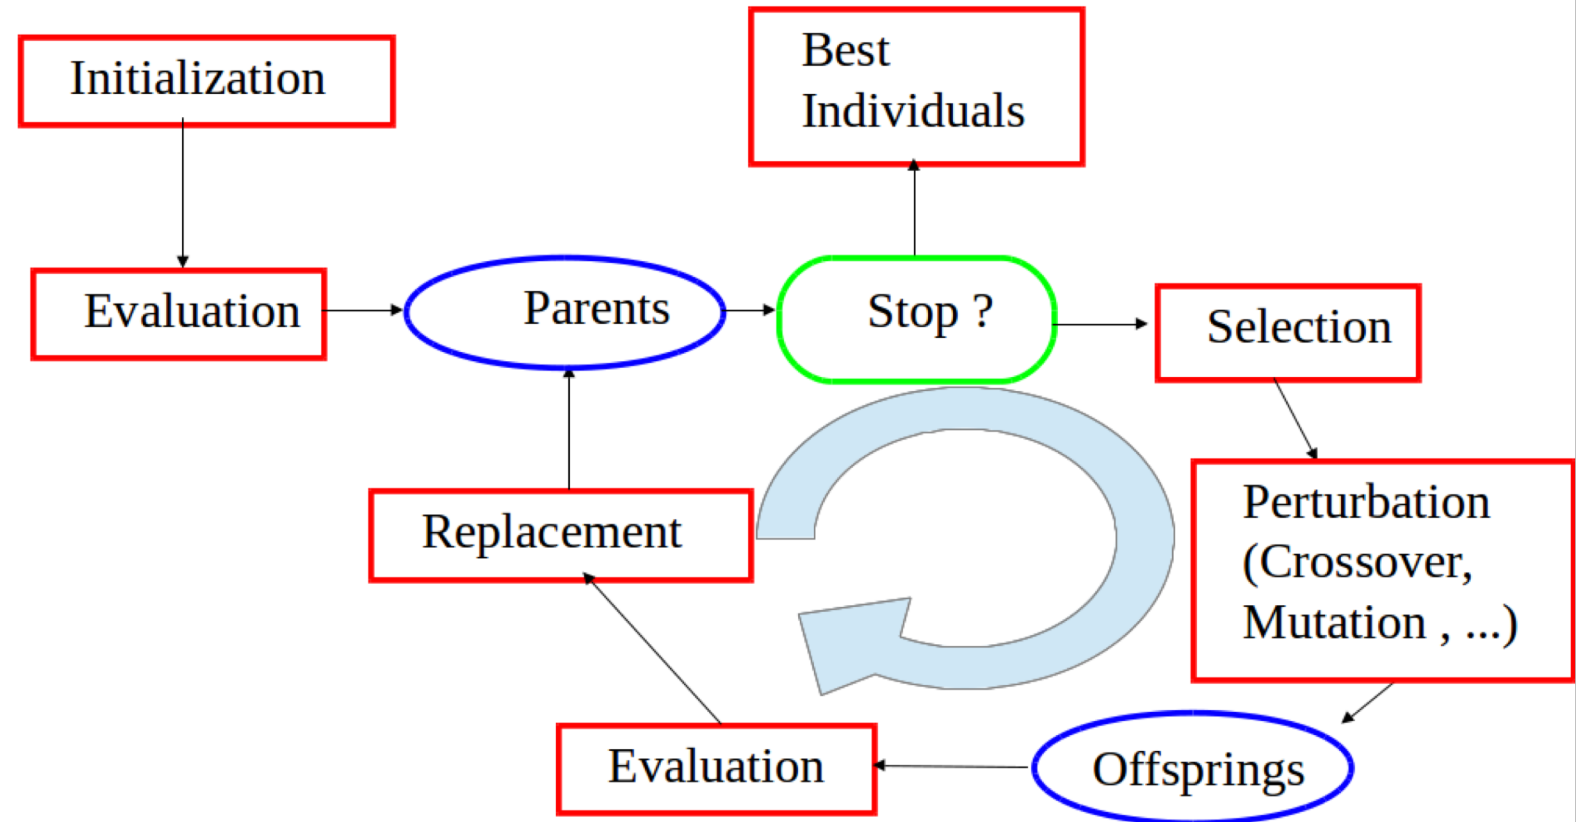 Initialization
Best
Individuals
Evaluation
Parents
Stop ?
Selection
Perturbation
(Crossover,
Mutation , ...)
Replacement
Evaluation
Offsprings